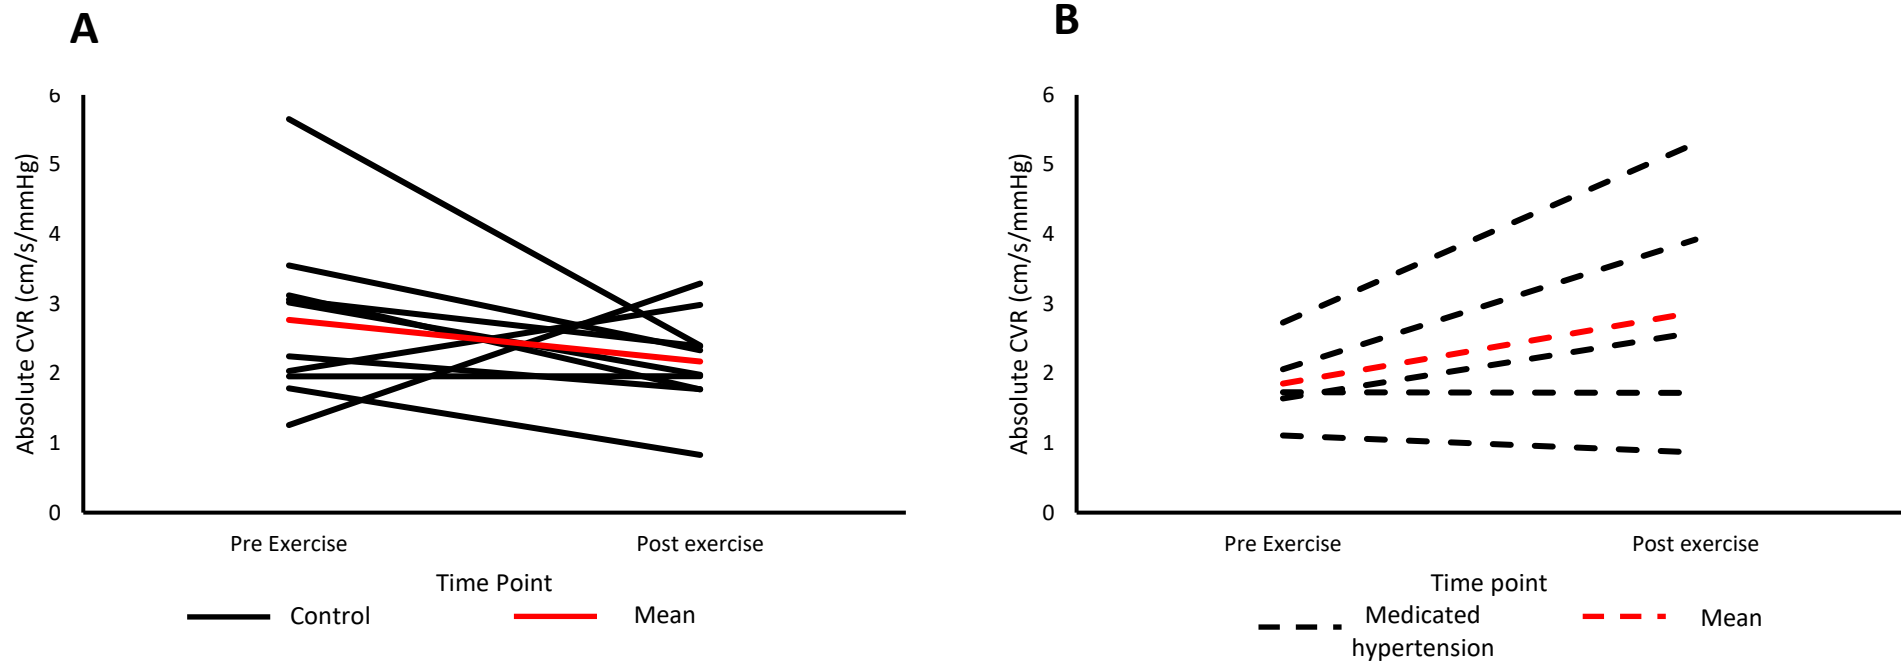 A
6
5
4
3
2
1
0
Absolute CVR (cm/s/mmHg)
Pre Exercise
Post exercise
Time Point
Control
Mean
B
6
5
4
3
2
1
0
Absolute CVR (cm/s/mmHg)
Pre Exercise
Post exercise
Time point
Medicated
hypertension
Mean